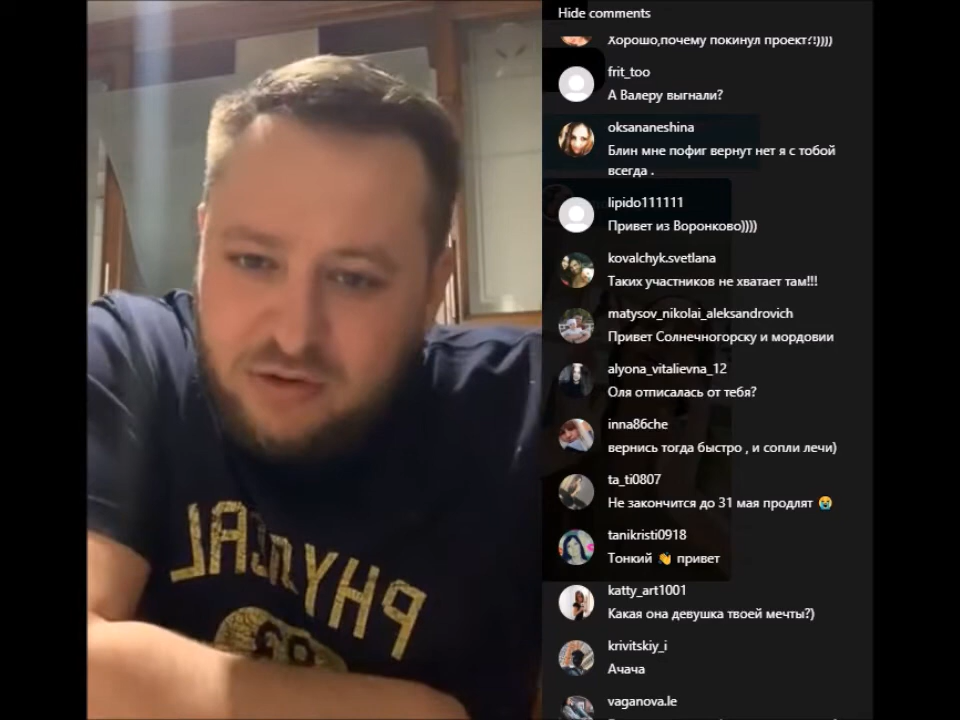 Hide comments
Хорошо,почему покинул проект?!))))
frit_too
А Валеру выгнали?
oksananeshina
Блин мне пофиг вернут нет я с тобой
всегда .
lipido111111
Привет из Воронково))))
kovalchyk.svetlana
Таких участников не хватает там!!!
matysov_nikolai_aleksandrovich
Привет Солнечногорску и мордовии
alyona_vitalievna_12
Оля отписалась от тебя?
inna86che
вернись тогда быстро , и сопли лечи)
ta_ti0807
Не закончится до 31 мая продлят 😭
tanikristi0918
Тонкий 👏 привет
katty_art1001
Какая она девушка твоей мечты?)
krivitskiy_i
Ачача
vaganova.le
PHYSICAL